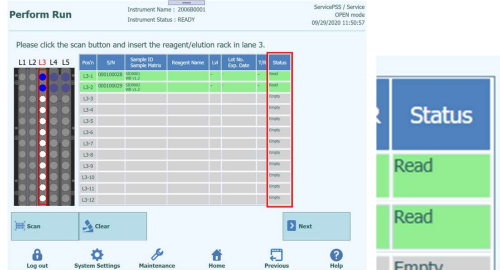 Perform Run
Instrument Name : 2006B0001
Instrument Status : READY
ServicePSS / Service
OPEN mode
09/29/2020 11:50:57
Please click the scan button and insert the reagent/elution rack in lane 3.
L1 L2 L3 L4 L5
Pos'n S/N Sample ID Sample Matrix Reagent Name Lvl Lot No. Exp. Date T/R Status
L3-1 000100028 - - Read
L3-2 000100029 - - Read
L3-3 Empty
L3-4 Empty
L3-5 Empty
L3-6 Empty
L3-7 Empty
L3-8 Empty
L3-9 Empty
L3-10 Empty
L3-11 Empty
L3-12 Empty
Scan Clear Next
Log out System Settings Maintenance Home Previous Help
Status
Read
Read
Empty